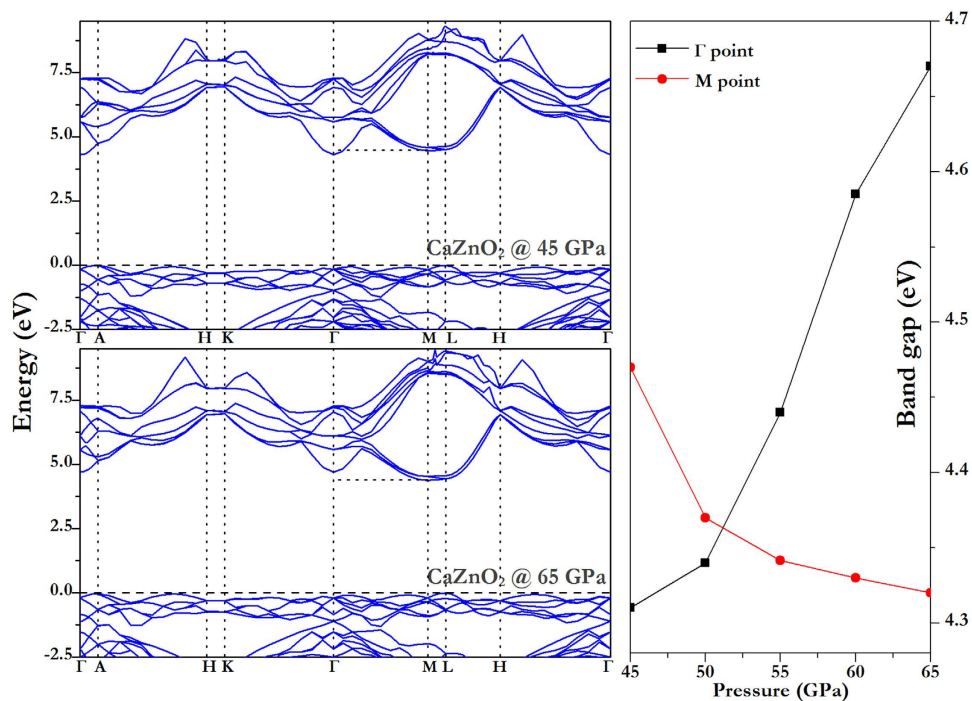 Energy (eV)
7.5
5.0
2.5
0.0
-2.5
CaZnO₂ @ 45 GPa
Γ A H K Γ M L H Γ
7.5
5.0
2.5
0.0
-2.5
CaZnO₂ @ 65 GPa
Γ A H K Γ M L H Γ
Γ point
M point
4.7
4.6
4.5
4.4
4.3
Band gap (eV)
45 50 55 60 65
Pressure (GPa)